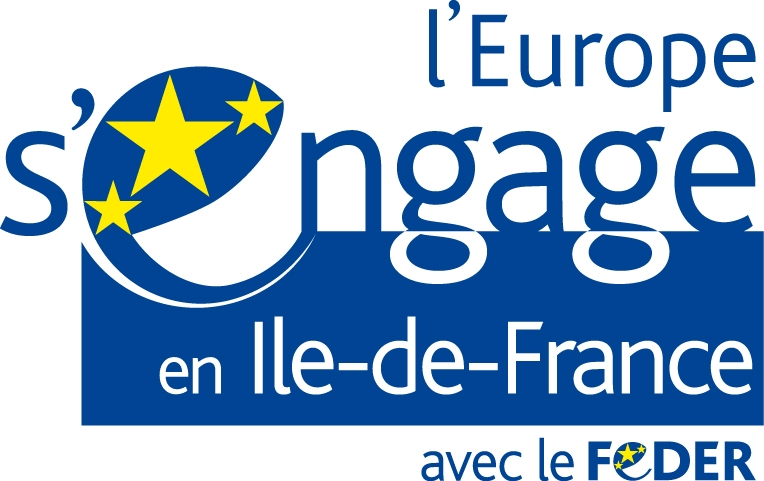 l'Europe
s'engage
en Ile-de-France
avec le FeDER